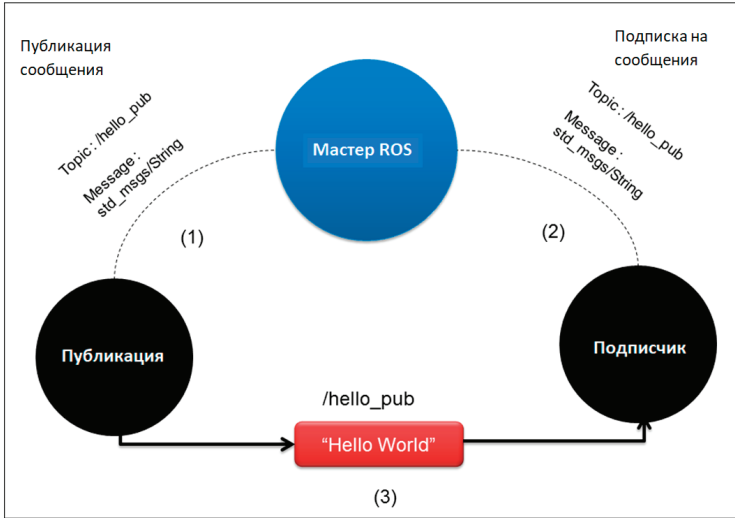 Публикация
сообщения
Подписка на
сообщения
Topic : /hello_pub
Message :
std_msgs/String
Мастер ROS
Topic : /hello_pub
Message :
std_msgs/String
(1)
(2)
Публикация
Подписчик
/hello_pub
“Hello World”
(3)